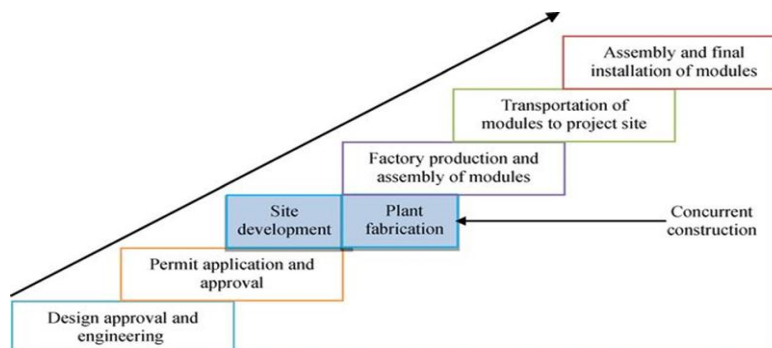 Assembly and final
installation of modules
Transportation of
modules to project site
Factory production and
assembly of modules
Site
development
Plant
fabrication
Concurrent
construction
Permit application and
approval
Design approval and
engineering